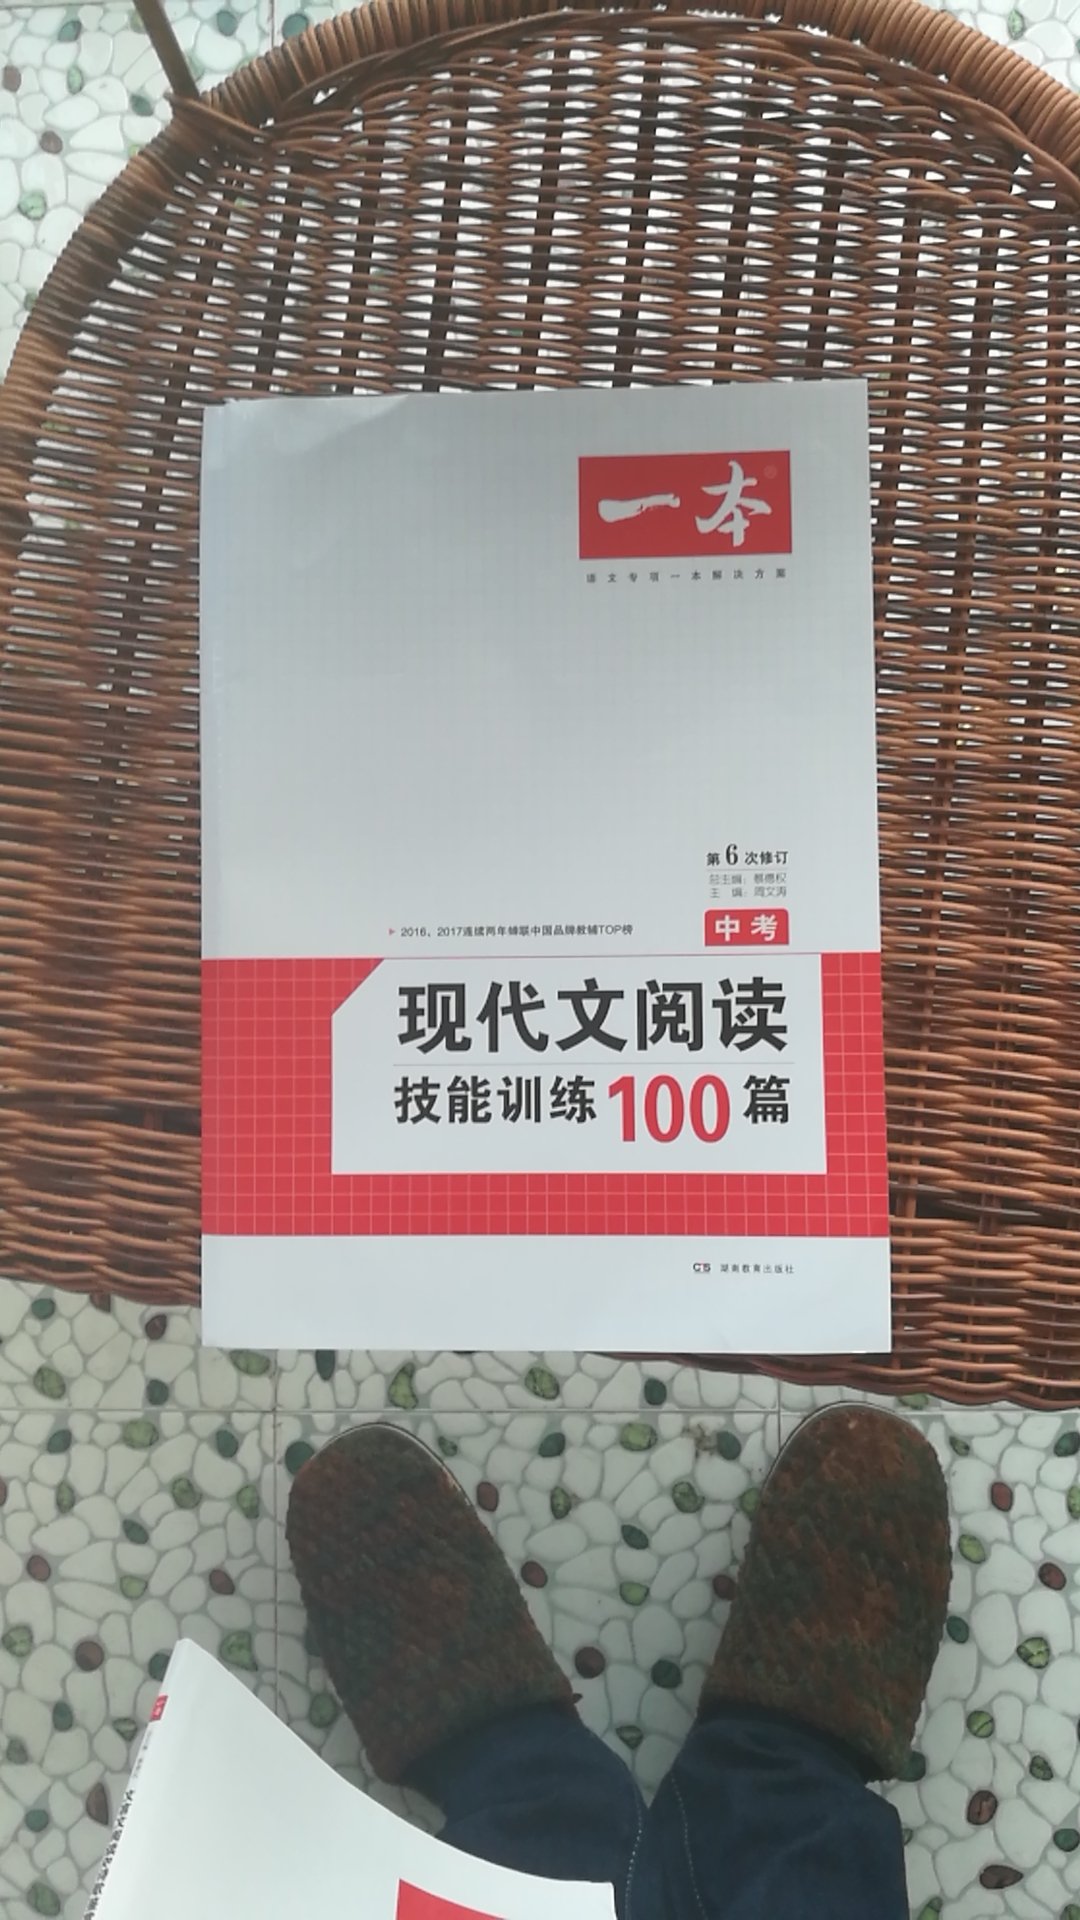 一本®
语文专项一本解决方案
第6次修订
总主编：蔡德权
主 编：周文涛
中考
▶ 2016、2017连续两年蝉联中国品牌教辅TOP榜
现代文阅读
技能训练100篇
湖南教育出版社